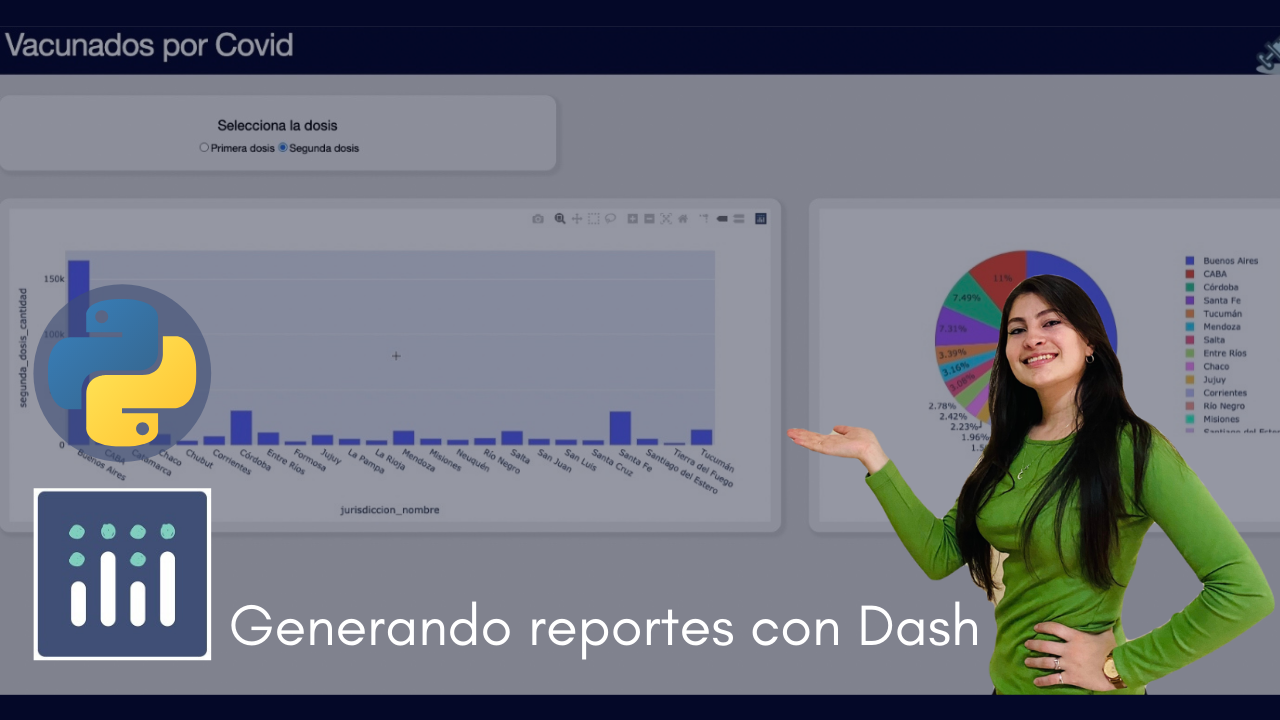 Vacunados por Covid
Selecciona la dosis
Primera dosis Segunda dosis
150k
100k
0
segunda_dosis_cantidad
Buenos Aires
CABA
Catamarca
Chaco
Chubut
Corrientes
Córdoba
Entre Ríos
Formosa
Jujuy
La Pampa
La Rioja
Mendoza
Misiones
Neuquén
Río Negro
Salta
San Juan
San Luis
Santa Cruz
Santa Fe
Santiago del Estero
Tierra del Fuego
Tucumán
jurisdiccion_nombre
11%
7.49%
7.31%
3.39%
3.16%
3.09%
2.78%
2.42%
2.23%
1.96%
Buenos Aires
CABA
Córdoba
Santa Fe
Tucumán
Mendoza
Salta
Entre Ríos
Chaco
Jujuy
Corrientes
Río Negro
Misiones
Generando reportes con Dash